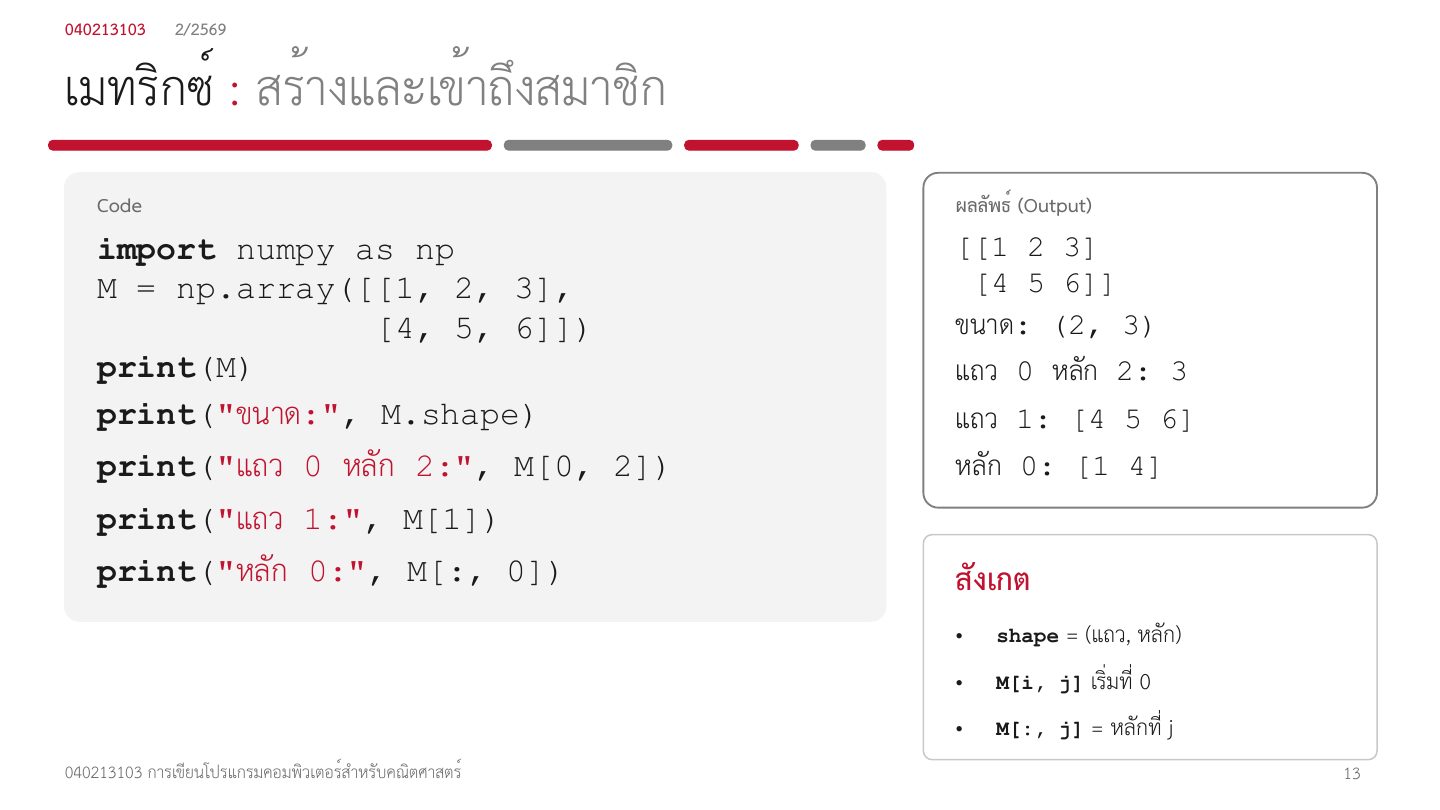 040213103 2/2569
เมทริกซ์ : สร้างและเข้าถึงสมาชิก
Code
import numpy as np
M = np.array([[1, 2, 3],
              [4, 5, 6]])
print(M)
print("ขนาด:", M.shape)
print("แถว 0 หลัก 2:", M[0, 2])
print("แถว 1:", M[1])
print("หลัก 0:", M[:, 0])
ผลลัพธ์ (Output)
[[1 2 3]
 [4 5 6]]
ขนาด: (2, 3)
แถว 0 หลัก 2: 3
แถว 1: [4 5 6]
หลัก 0: [1 4]
สังเกต
• shape = (แถว, หลัก)
• M[i, j] เริ่มที่ 0
• M[:, j] = หลักที่ j
040213103 การเขียนโปรแกรมคอมพิวเตอร์สำหรับคณิตศาสตร์
13